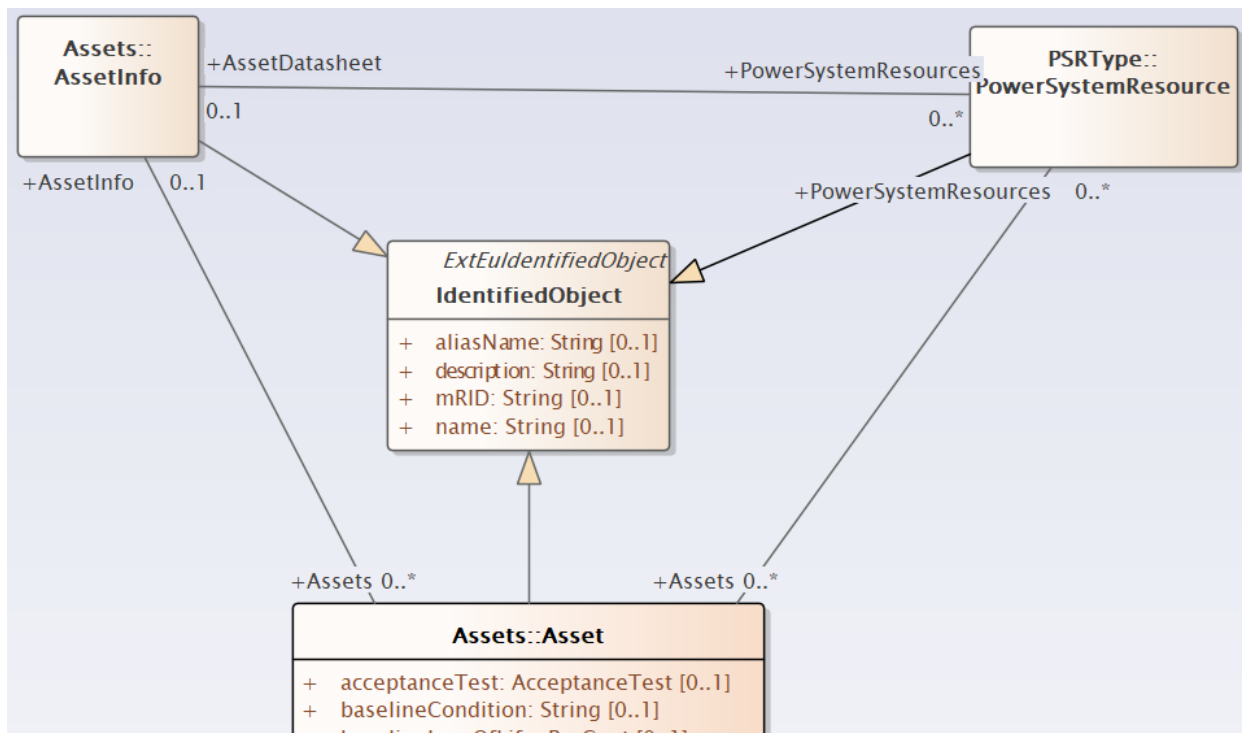 Assets::
AssetInfo
+AssetDatasheet
0..1
+PowerSystemResources
0..*
PSRType::
PowerSystemResource
+AssetInfo 0..1
+PowerSystemResources 0..*
ExtEuIdentifiedObject
IdentifiedObject
+ aliasName: String [0..1]
+ description: String [0..1]
+ mRID: String [0..1]
+ name: String [0..1]
+Assets 0..*
+Assets 0..*
Assets::Asset
+ acceptanceTest: AcceptanceTest [0..1]
+ baselineCondition: String [0..1]